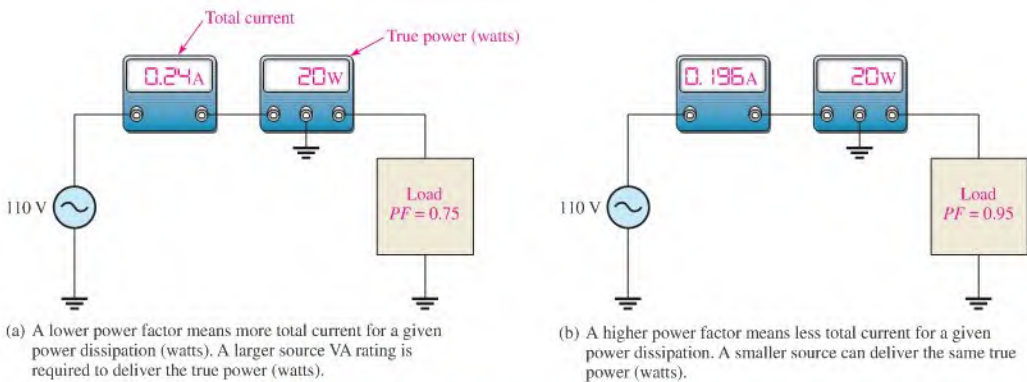 Total current
True power (watts)
0.24A
20W
110 V
Load
PF = 0.75
(a) A lower power factor means more total current for a given
power dissipation (watts). A larger source VA rating is
required to deliver the true power (watts).
0.196A
20W
110 V
Load
PF = 0.95
(b) A higher power factor means less total current for a given
power dissipation. A smaller source can deliver the same true
power (watts).